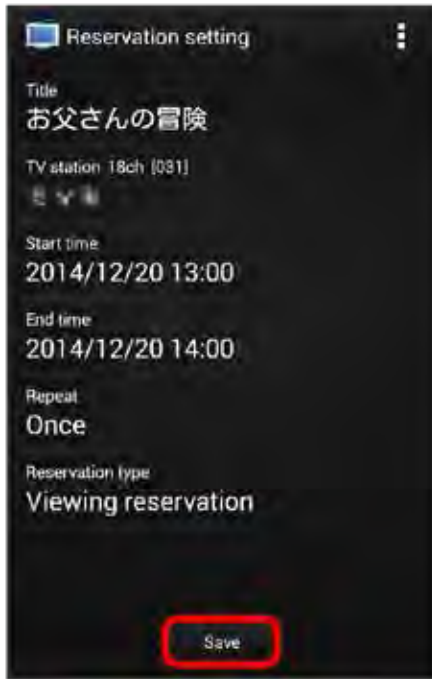 Reservation setting
Title
お父さんの冒険
TV station 18ch [031]
Start time
2014/12/20 13:00
End time
2014/12/20 14:00
Repeat
Once
Reservation type
Viewing reservation
Save